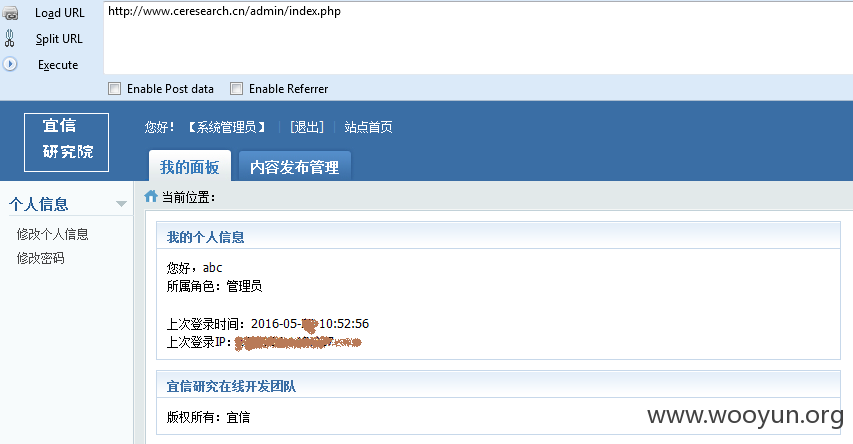 Load URL
http://www.ceresearch.cn/admin/index.php
Split URL
Execute
Enable Post data
Enable Referrer
宜信
研究院
您好！【系统管理员】 | [退出] | 站点首页
我的面板
内容发布管理
个人信息
当前位置：
修改个人信息
修改密码
我的个人信息
您好，abc
所属角色：管理员
上次登录时间：2016-05- 10:52:56
上次登录IP：
宜信研究在线开发团队
版权所有：宜信
www.wooyun.org